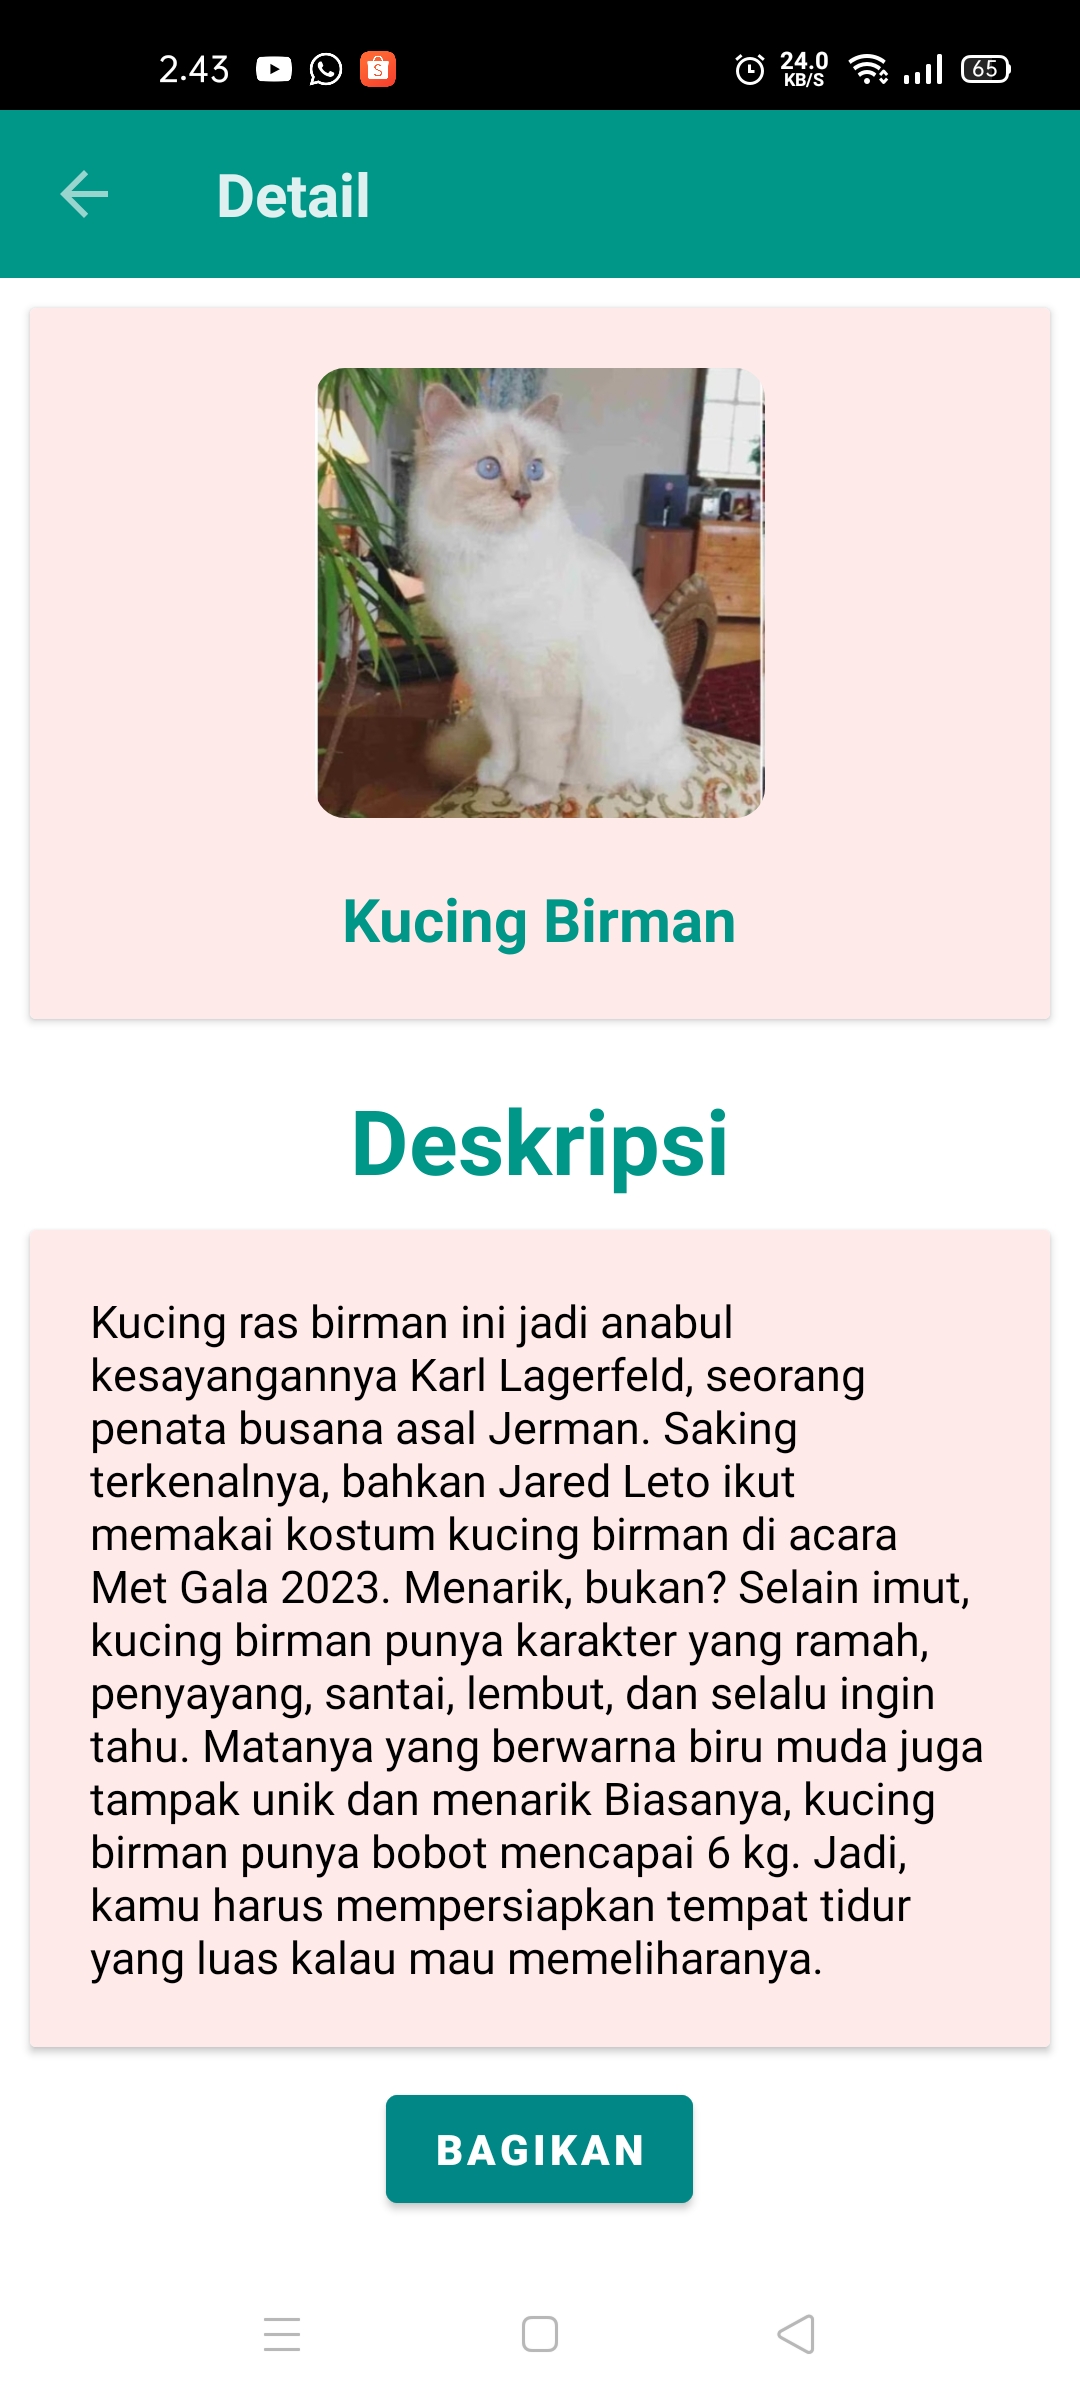 2.43
24.0
KB/S
65
Detail
Kucing Birman
Deskripsi
Kucing ras birman ini jadi anabul
kesayangannya Karl Lagerfeld, seorang
penata busana asal Jerman. Saking
terkenalnya, bahkan Jared Leto ikut
memakai kostum kucing birman di acara
Met Gala 2023. Menarik, bukan? Selain imut,
kucing birman punya karakter yang ramah,
penyayang, santai, lembut, dan selalu ingin
tahu. Matanya yang berwarna biru muda juga
tampak unik dan menarik Biasanya, kucing
birman punya bobot mencapai 6 kg. Jadi,
kamu harus mempersiapkan tempat tidur
yang luas kalau mau memeliharanya.
BAGIKAN